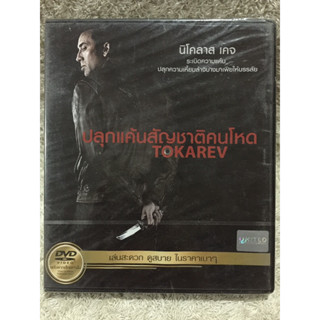 นิโคลาส เคจ
ระเบิดความแค้น
ปลุกแค้นสัญชาติคนโหด
TOKAREV
DVD
VIDEO
เล่นสะดวก ดูสบาย ในราคาเบาๆ